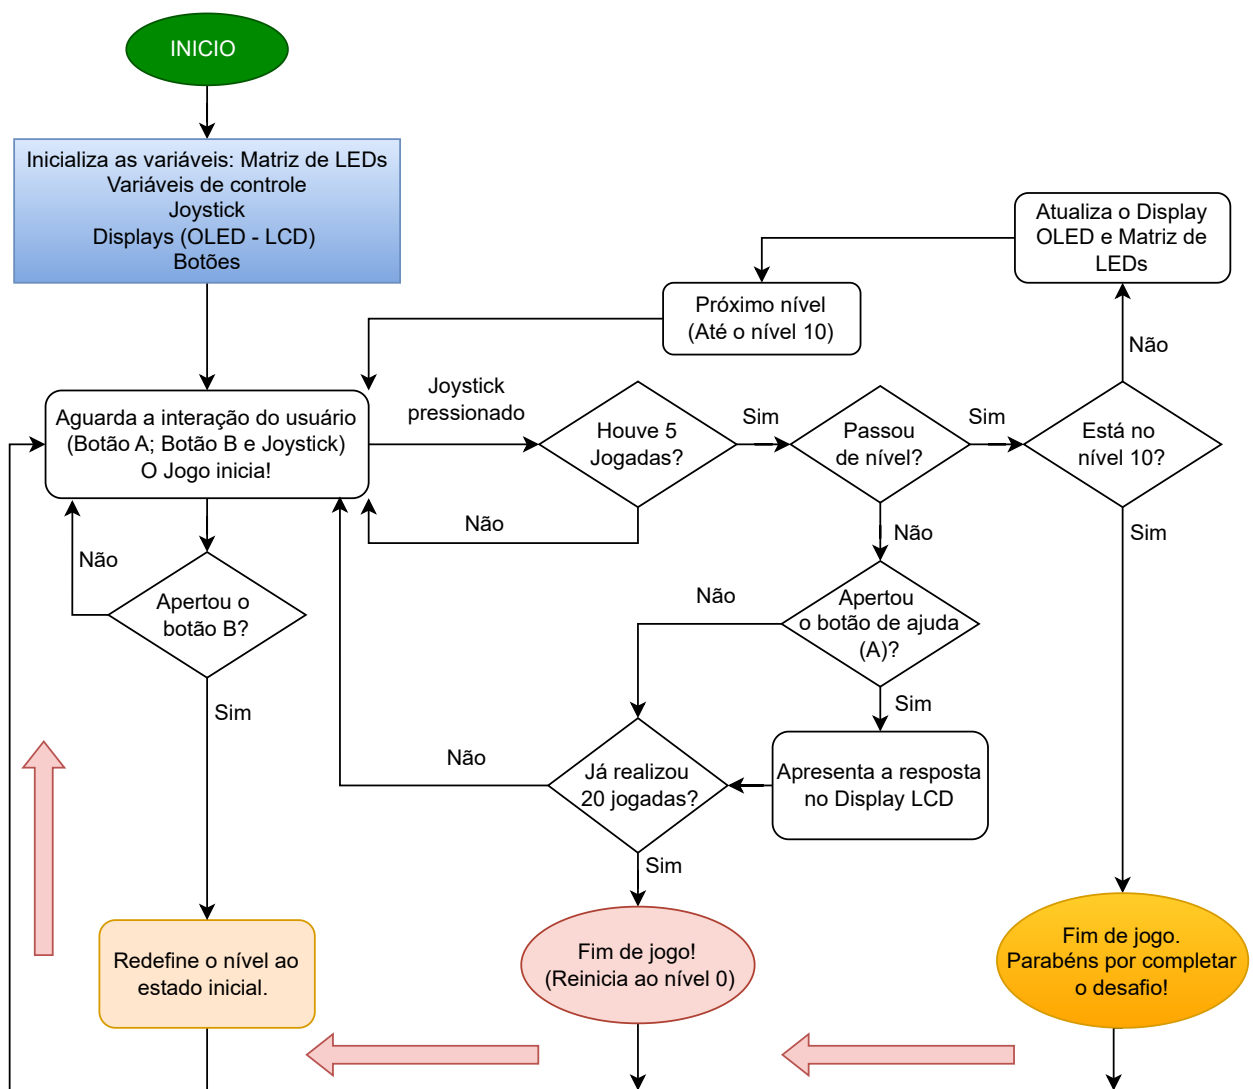 INICIO
Inicializa as variáveis: Matriz de LEDs
Variáveis de controle
Joystick
Displays (OLED - LCD)
Botões
Atualiza o Display
OLED e Matriz de
LEDs
Próximo nível
(Até o nível 10)
Não
Aguarda a interação do usuário
(Botão A; Botão B e Joystick)
O Jogo inicia!
Joystick
pressionado
Houve 5
Jogadas?
Sim
Passou
de nível?
Sim
Está no
nível 10?
Não
Não
Sim
Não
Apertou o
botão B?
Não
Apertou
o botão de ajuda
(A)?
Sim
Sim
Não
Já realizou
20 jogadas?
Apresenta a resposta
no Display LCD
Sim
Redefine o nível ao
estado inicial.
Fim de jogo!
(Reinicia ao nível 0)
Fim de jogo.
Parabéns por completar
o desafio!